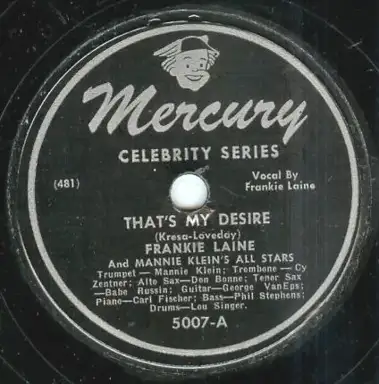 Mercury
CELEBRITY SERIES
(481)
Vocal By
Frankie Laine
THAT'S MY DESIRE
(Kresa-Loveday)
FRANKIE LAINE
And MANNIE KLEIN'S ALL STARS
Trumpet — Mannie Klein; Trombone — Cy
Zentner; Alto Sax—Don Bonne; Tenor Sax
—Babe Russin; Guitar—George VanEps;
Piano—Carl Fischer; Bass—Phil Stephens;
Drums—Lou Singer.
5007-A